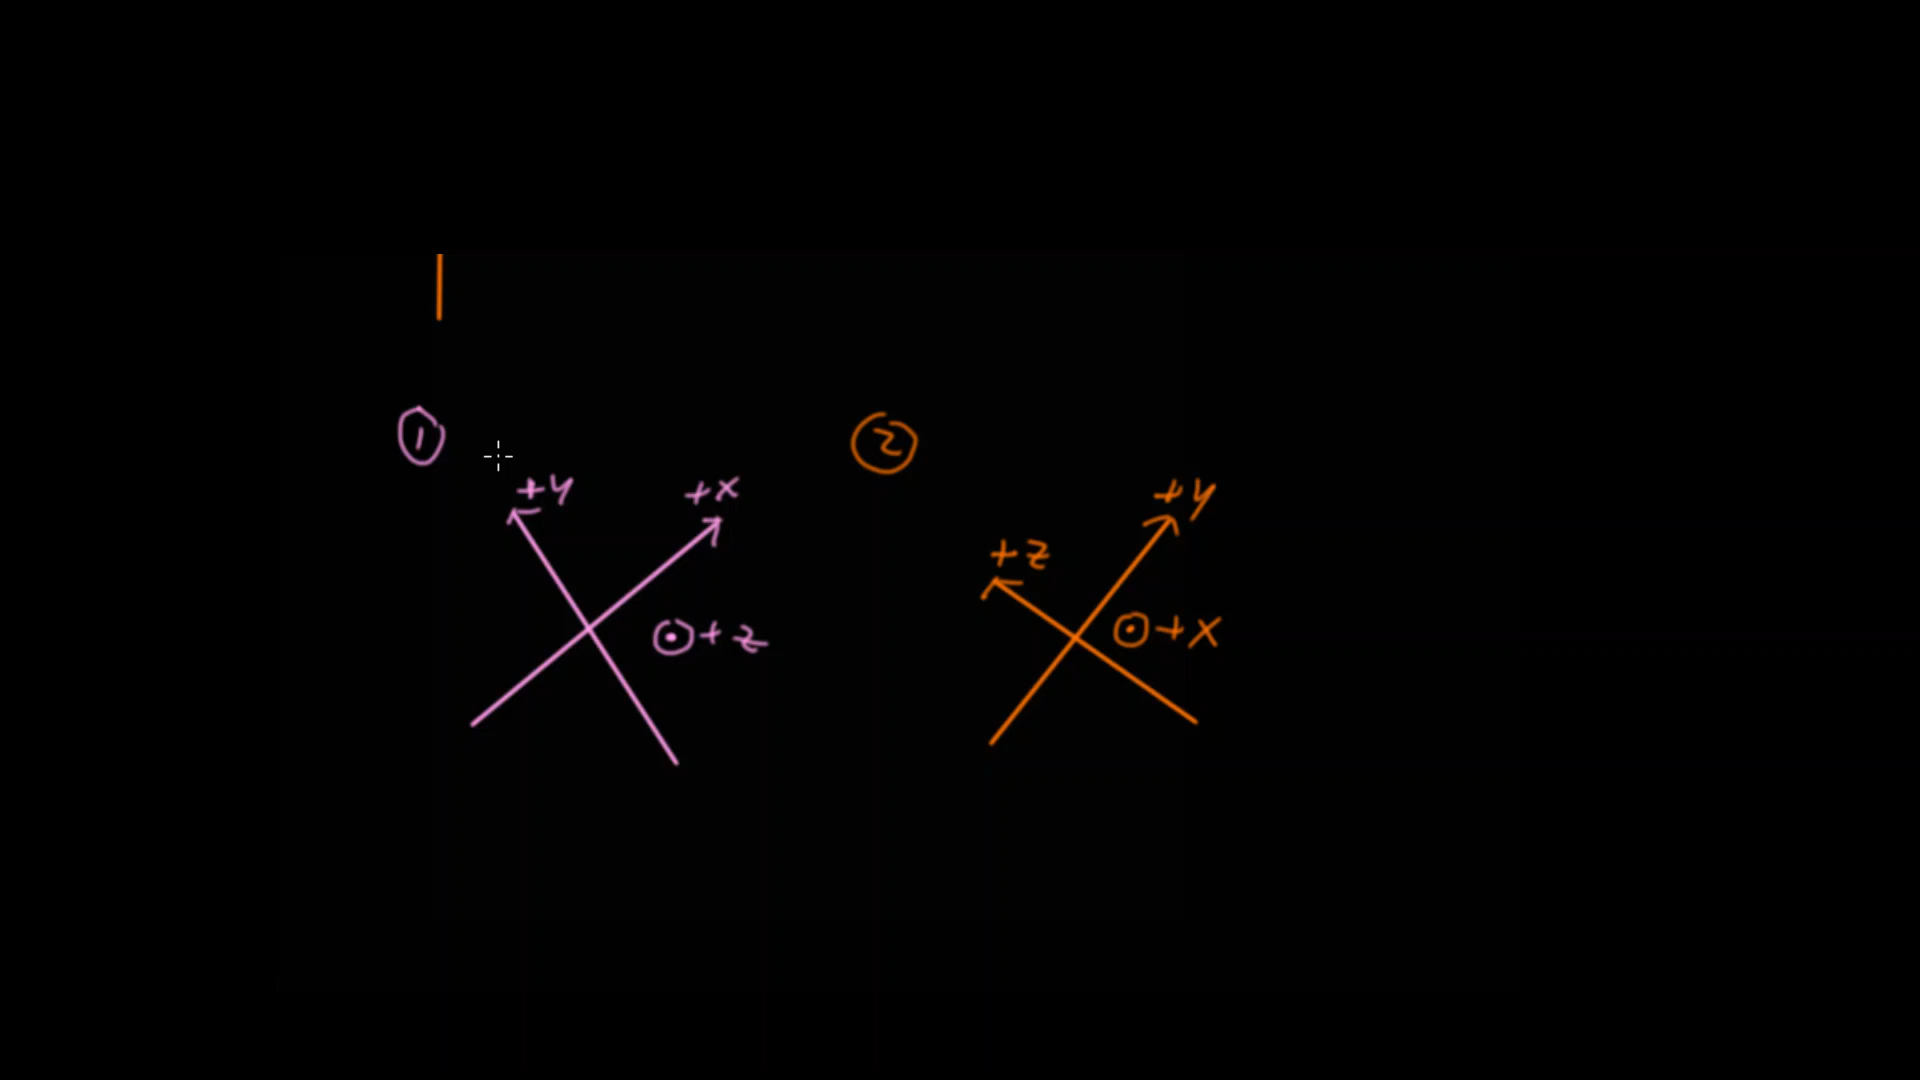 ① ②
+y +x +y
+z
⊙+z ⊙+x